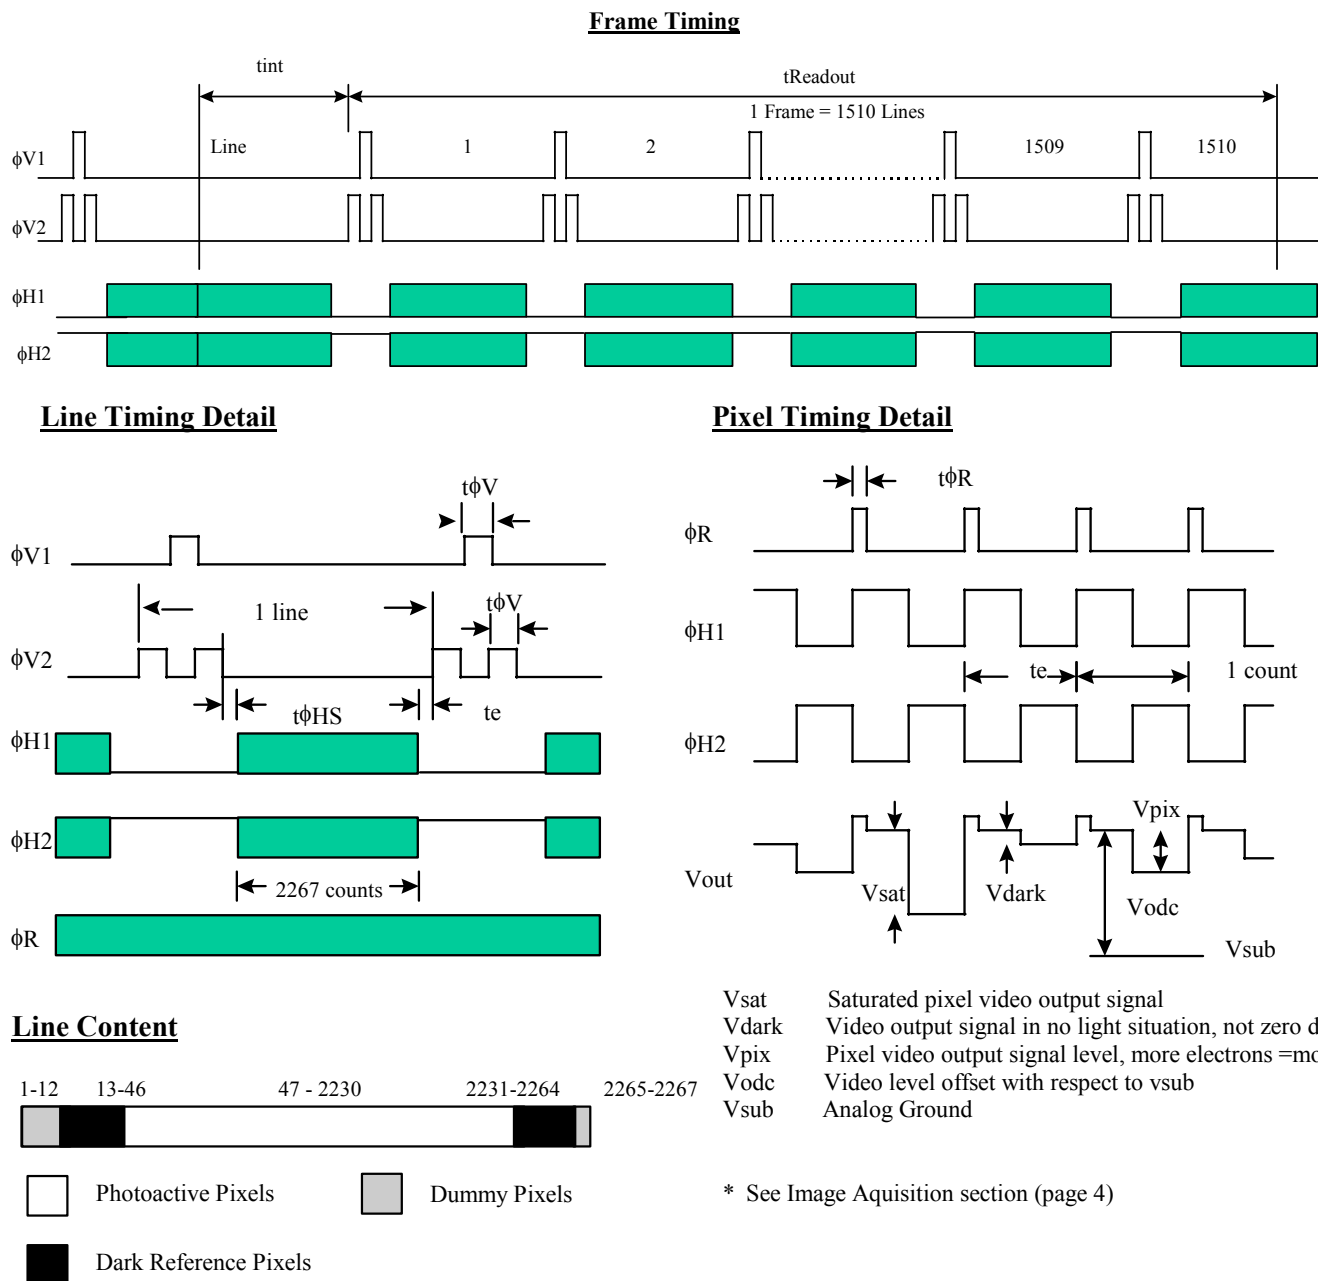 Frame Timing
tint
tReadout
1 Frame = 1510 Lines
ϕV1
Line
1
2
1509
1510
ϕV2
ϕH1
ϕH2
Line Timing Detail
tϕV
ϕV1
1 line
tϕV
ϕV2
tϕHS
te
ϕH1
ϕH2
2267 counts
ϕR
Pixel Timing Detail
tϕR
ϕR
ϕH1
te
1 count
ϕH2
Vpix
Vout
Vsat
Vdark
Vodc
Vsub
Vsat Saturated pixel video output signal
Vdark Video output signal in no light situation, not zero d
Vpix Pixel video output signal level, more electrons =mo
Vodc Video level offset with respect to vsub
Vsub Analog Ground
* See Image Aquisition section (page 4)
Line Content
1-12 13-46 47 - 2230 2231-2264 2265-2267
Photoactive Pixels
Dummy Pixels
Dark Reference Pixels